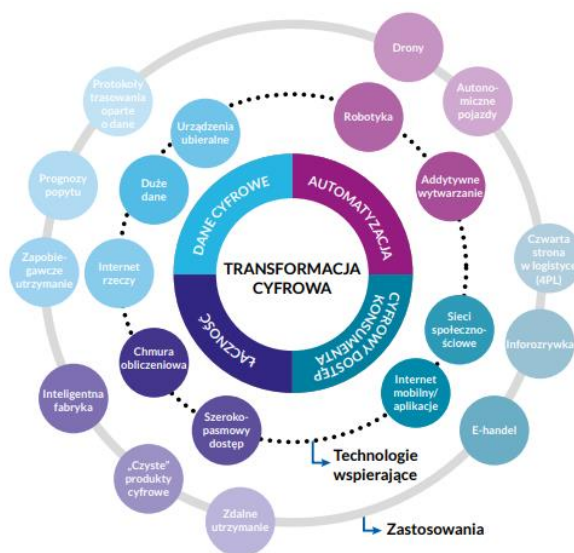 Drony
Autono-
miczne
pojazdy
Protokoły
trasowania
oparte
o dane
Urządzenia
ubieralne
Robotyka
Prognozy
popytu
Duże
dane
Addytywne
wytwarzanie
DANE CYFROWE
AUTOMATYZACJA
Zapobie-
gawcze
utrzymanie
Internet
rzeczy
TRANSFORMACJA
CYFROWA
Czwarta
strona
w logistyce
(4PL)
ŁĄCZNOŚĆ
CYFROWY DOSTĘP
KONSUMENTA
Sieci
społeczno-
ściowe
Inforozrywka
Chmura
obliczeniowa
Internet
mobilny/
aplikacje
Inteligentna
fabryka
Szeroko-
pasmowy
dostęp
E-handel
Technologie
wspierające
„Czyste”
produkty
cyfrowe
Zdalne
utrzymanie
Zastosowania